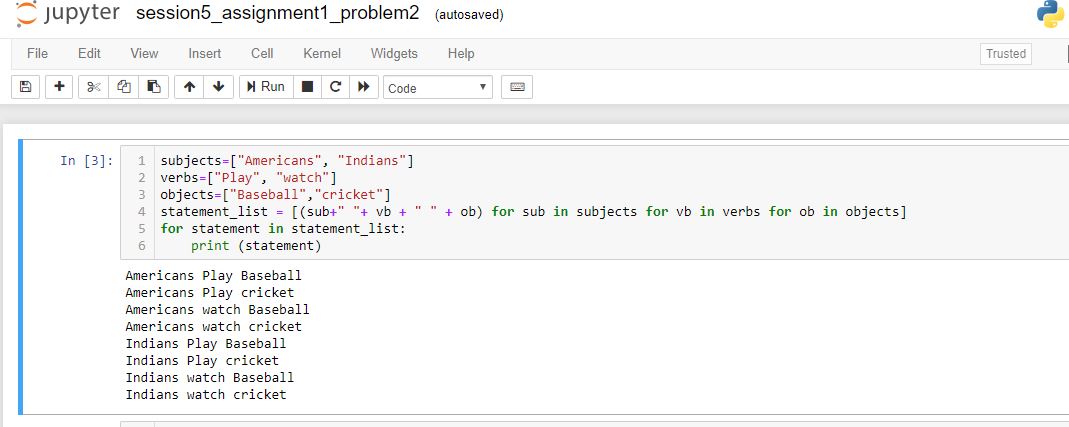 jupyter session5_assignment1_problem2 (autosaved)
File Edit View Insert Cell Kernel Widgets Help Trusted
Run Code
In [3]:
1 subjects=["Americans", "Indians"]
2 verbs=["Play", "watch"]
3 objects=["Baseball","cricket"]
4 statement_list = [(sub+" "+ vb + " " + ob) for sub in subjects for vb in verbs for ob in objects]
5 for statement in statement_list:
6     print (statement)
Americans Play Baseball
Americans Play cricket
Americans watch Baseball
Americans watch cricket
Indians Play Baseball
Indians Play cricket
Indians watch Baseball
Indians watch cricket